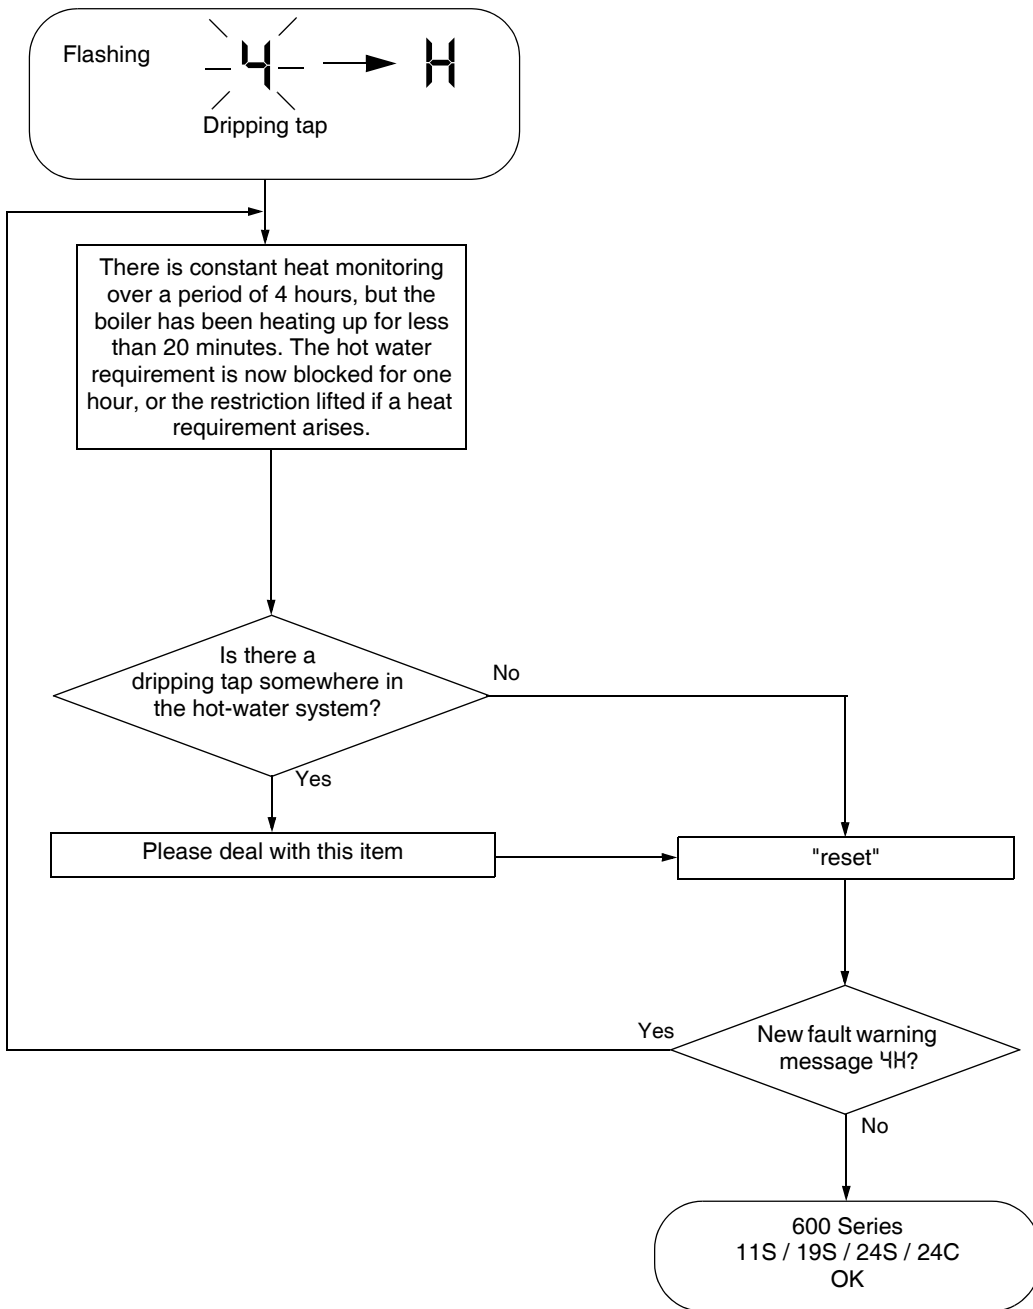 Flashing
4
H
Dripping tap
There is constant heat monitoring
over a period of 4 hours, but the
boiler has been heating up for less
than 20 minutes. The hot water
requirement is now blocked for one
hour, or the restriction lifted if a heat
requirement arises.
Is there a
dripping tap somewhere in
the hot-water system?
No
Yes
Please deal with this item
"reset"
Yes
New fault warning
message 4H?
No
600 Series
11S / 19S / 24S / 24C
OK